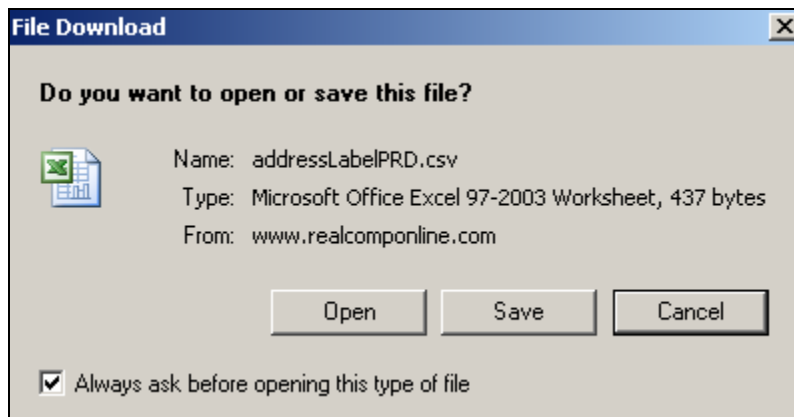 File Download
Do you want to open or save this file?
Name: addressLabelPRD.csv
Type: Microsoft Office Excel 97-2003 Worksheet, 437 bytes
From: www.realcomponline.com
Open Save Cancel
Always ask before opening this type of file